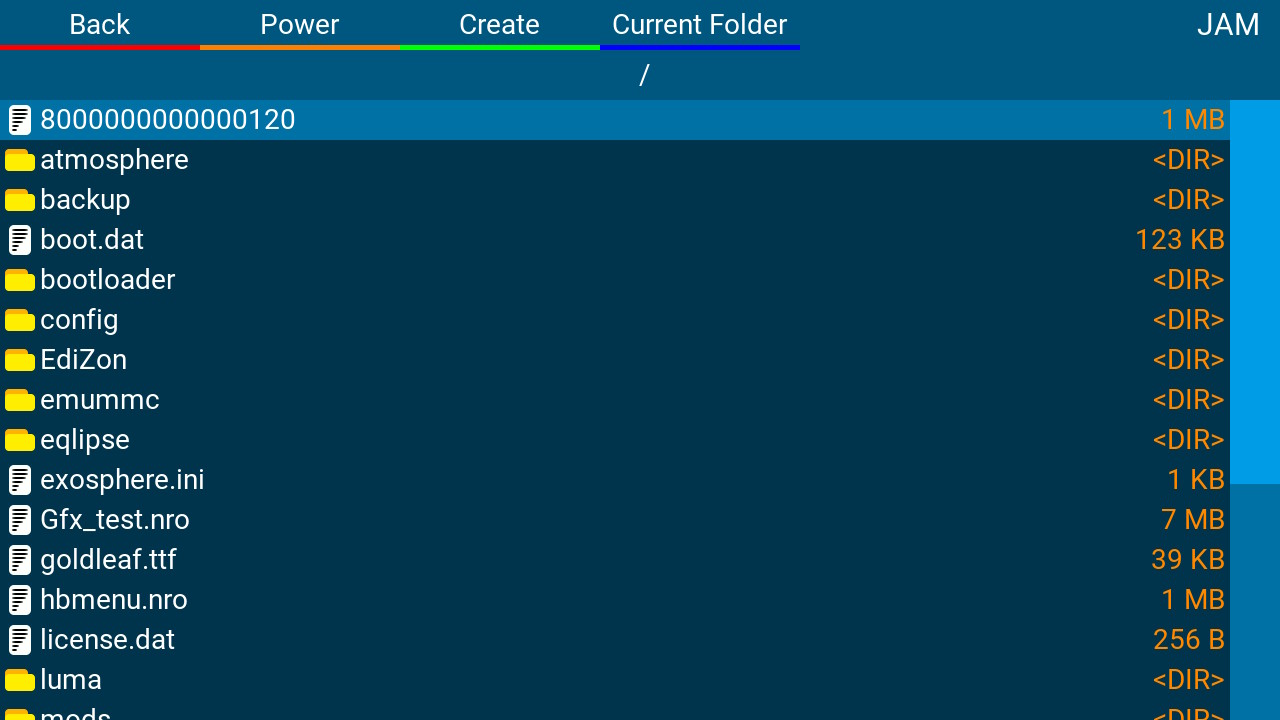 Back Power Create Current Folder JAM
/
8000000000000120 1 MB
atmosphere <DIR>
backup <DIR>
boot.dat 123 KB
bootloader <DIR>
config <DIR>
EdiZon <DIR>
emummc <DIR>
eqlipse <DIR>
exosphere.ini 1 KB
Gfx_test.nro 7 MB
goldleaf.ttf 39 KB
hbmenu.nro 1 MB
license.dat 256 B
luma <DIR>
mods <DIR>